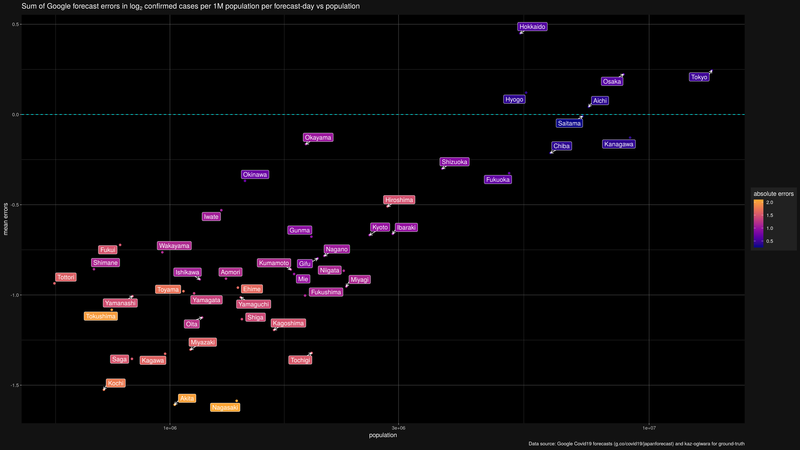 Sum of Google forecast errors in log2 confirmed cases per 1M population per forecast-day vs population
0.5
Hokkaido
Tokyo
Osaka
Hyogo
Aichi
0.0
Saitama
Okayama
Kanagawa
Chiba
Shizuoka
Okinawa
Fukuoka
Hiroshima
mean errors
-0.5
Iwate
Kyoto
Ibaraki
Gunma
Wakayama
Fukui
Nagano
Shimane
Kumamoto
Gifu
Ishikawa
Aomori
Niigata
Tottori
Mie
Miyagi
Toyama
Ehime
Fukushima
-1.0
Yamanashi
Yamagata
Yamaguchi
Tokushima
Shiga
Oita
Kagoshima
Miyazaki
Saga
Kagawa
Tochigi
Kochi
-1.5
Akita
Nagasaki
1e+06
3e+06
1e+07
population
absolute errors
2.0
1.5
1.0
0.5
Data source: Google Covid19 forecasts (g.co/covid19/japanforecast) and kaz-ogiwara for ground-truth